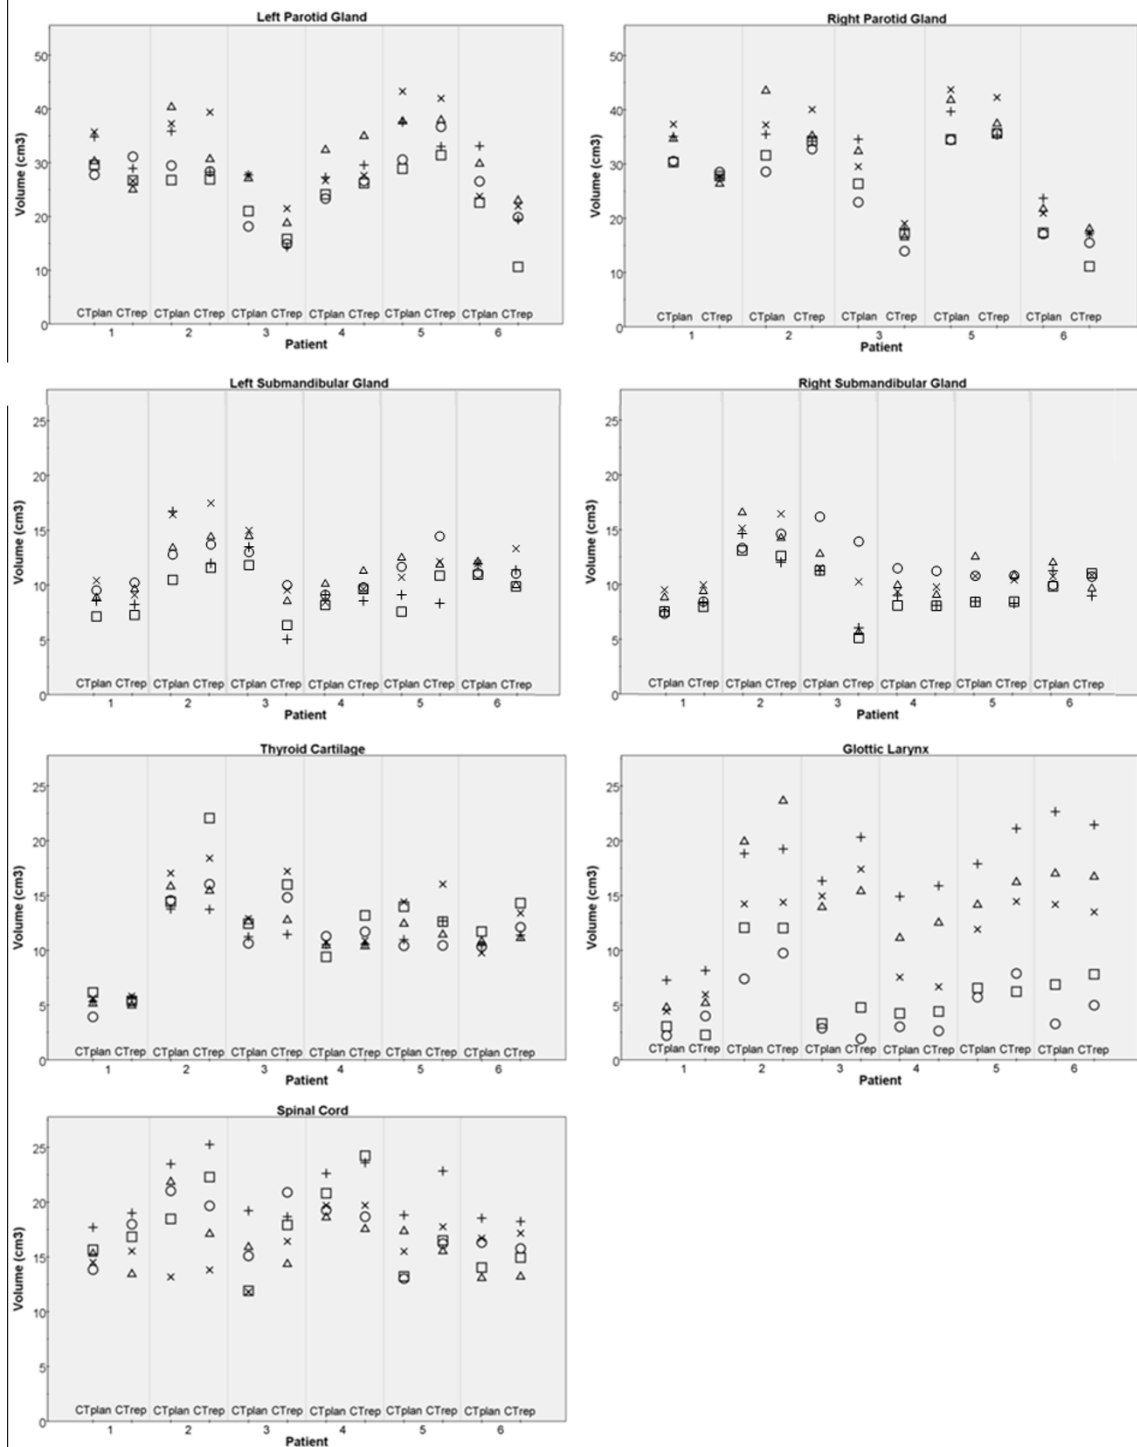 Left Parotid Gland
Volume (cm3)
50
40
30
20
10
0
CTplan CTrep CTplan CTrep CTplan CTrep CTplan CTrep CTplan CTrep CTplan CTrep
1 2 3 4 5 6
Patient
Right Parotid Gland
Volume (cm3)
50
40
30
20
10
0
CTplan CTrep CTplan CTrep CTplan CTrep CTplan CTrep CTplan CTrep
1 2 3 5 6
Patient
Left Submandibular Gland
Volume (cm3)
25
20
15
10
5
0
CTplan CTrep CTplan CTrep CTplan CTrep CTplan CTrep CTplan CTrep CTplan CTrep
1 2 3 4 5 6
Patient
Right Submandibular Gland
Volume (cm3)
25
20
15
10
5
0
CTplan CTrep CTplan CTrep CTplan CTrep CTplan CTrep CTplan CTrep CTplan CTrep
1 2 3 4 5 6
Patient
Thyroid Cartilage
Volume (cm3)
25
20
15
10
5
0
CTplan CTrep CTplan CTrep CTplan CTrep CTplan CTrep CTplan CTrep CTplan CTrep
1 2 3 4 5 6
Patient
Glottic Larynx
Volume (cm3)
25
20
15
10
5
0
CTplan CTrep CTplan CTrep CTplan CTrep CTplan CTrep CTplan CTrep CTplan CTrep
1 2 3 4 5 6
Patient
Spinal Cord
Volume (cm3)
25
20
15
10
5
0
CTplan CTrep CTplan CTrep CTplan CTrep CTplan CTrep CTplan CTrep CTplan CTrep
1 2 3 4 5 6
Patient